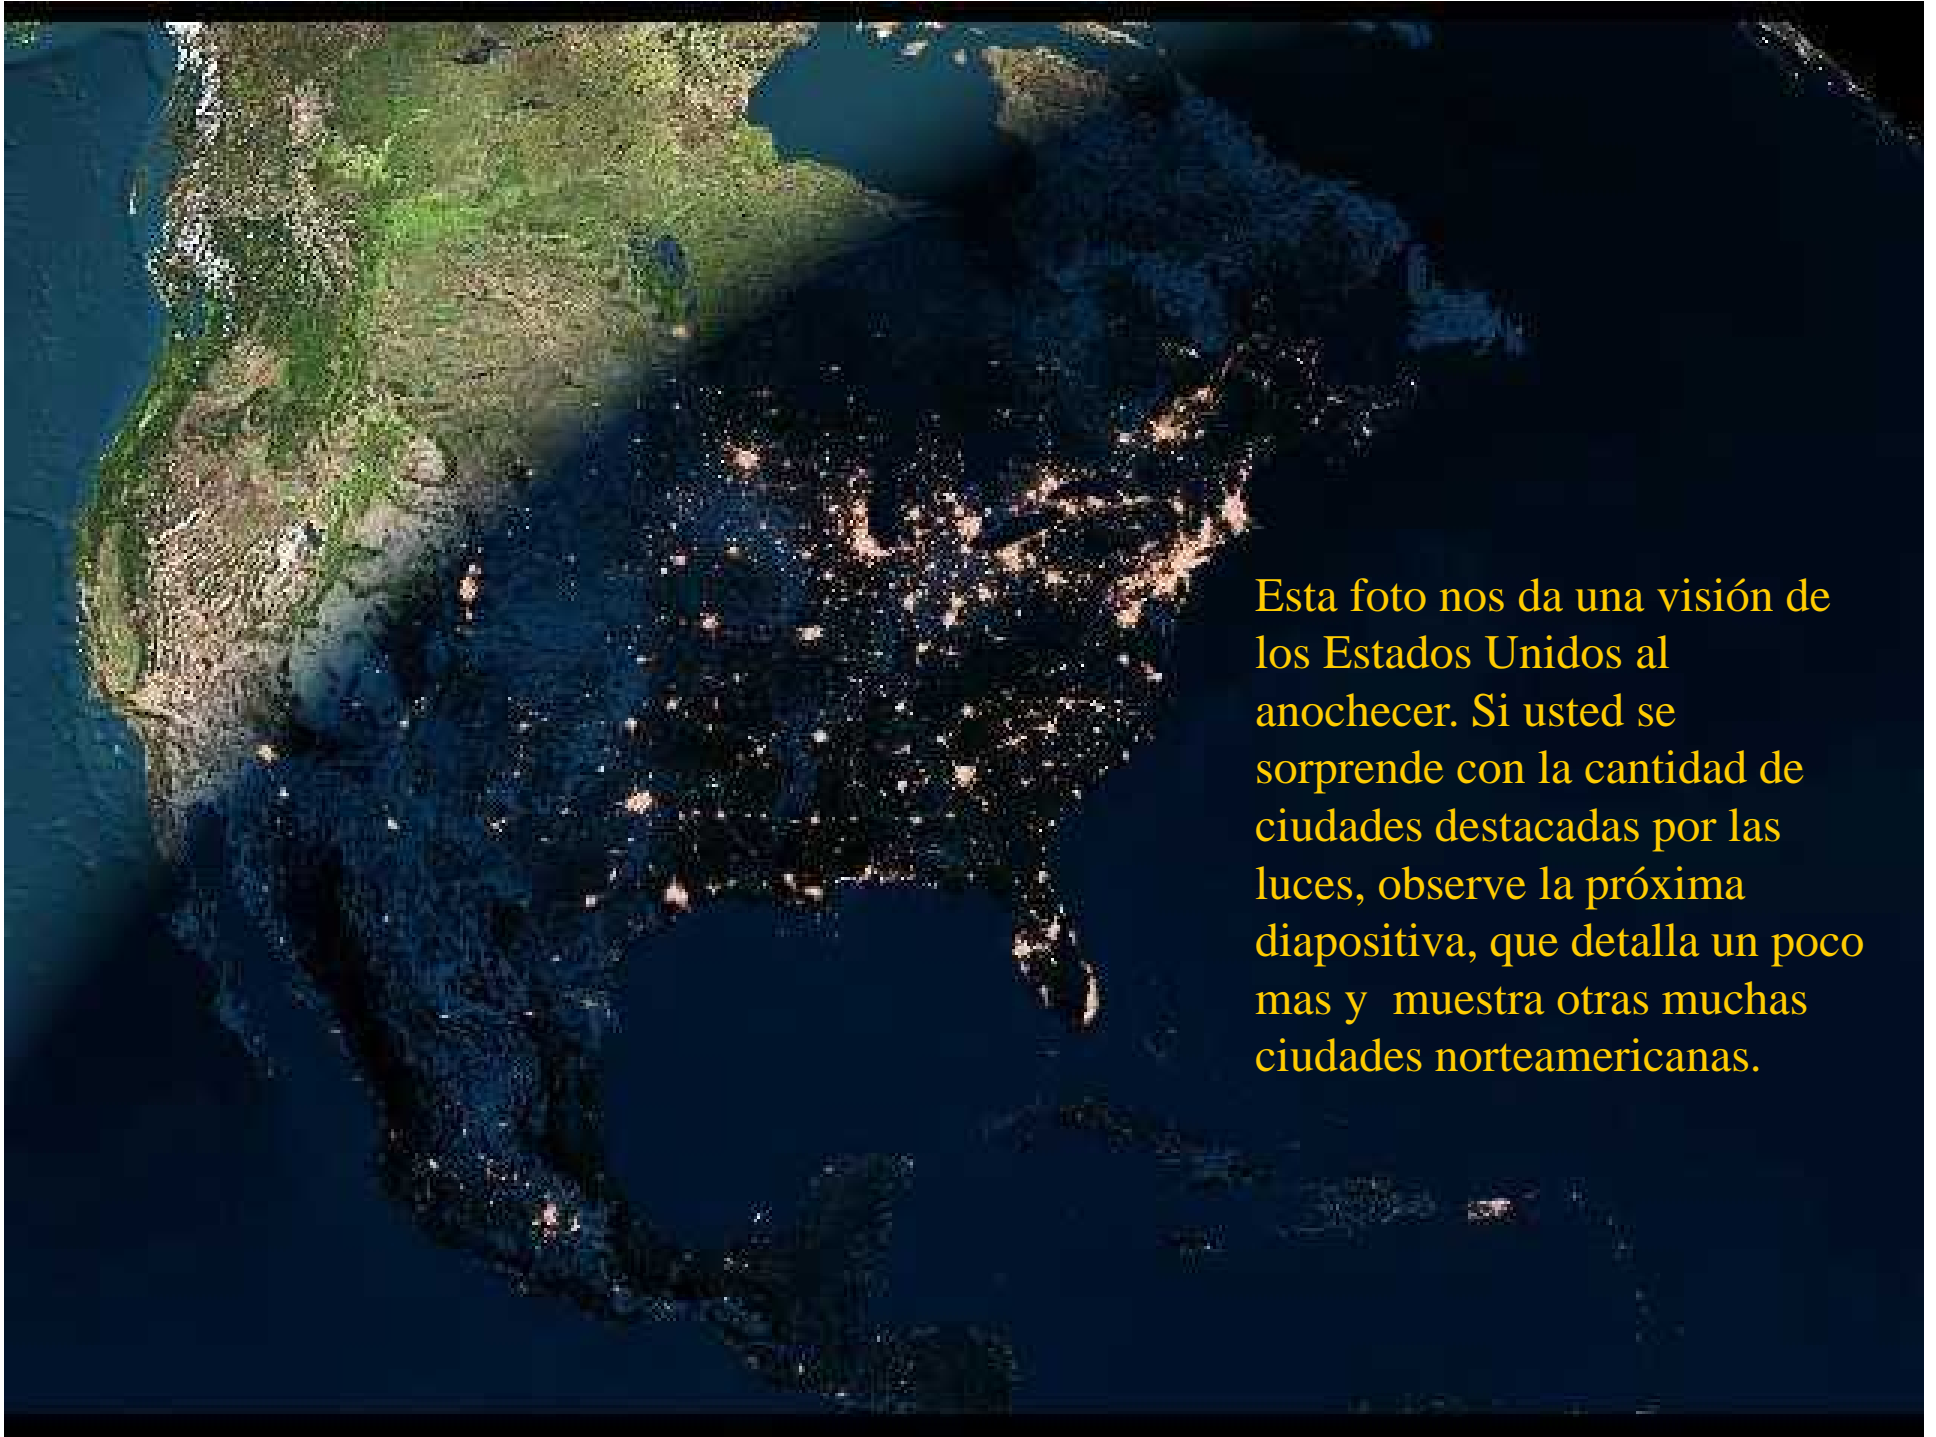 Esta foto nos da una visión de
los Estados Unidos al
anochecer. Si usted se
sorprende con la cantidad de
ciudades destacadas por las
luces, observe la próxima
diapositiva, que detalla un poco
mas y  muestra otras muchas
ciudades norteamericanas.